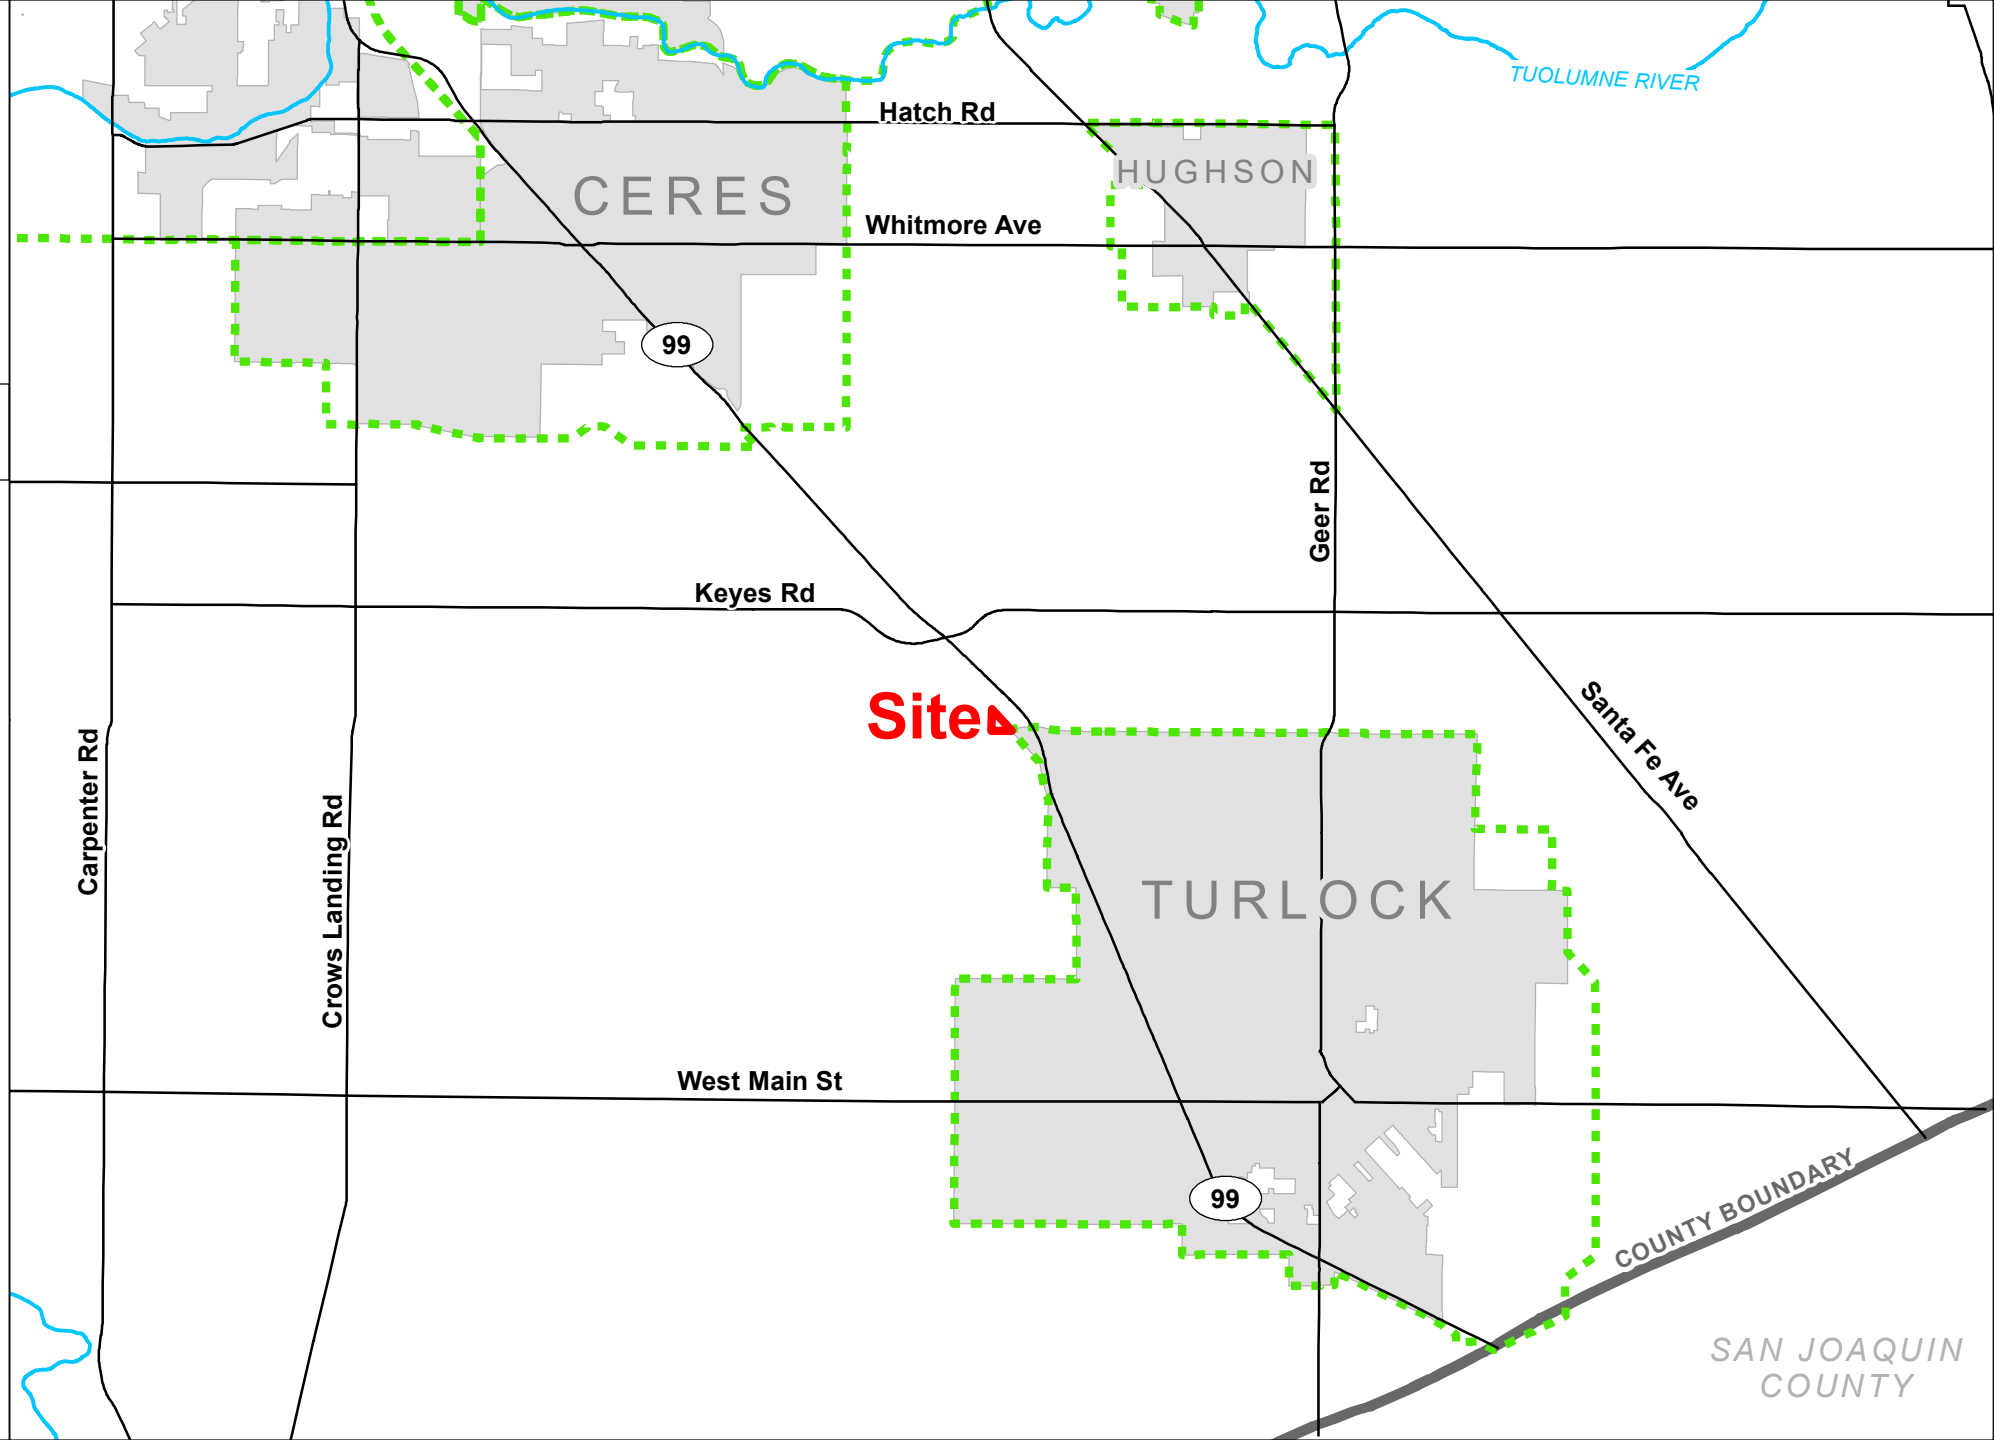 TUOLUMNE RIVER
Hatch Rd
HUGHSON
CERES
Whitmore Ave
99
Geer Rd
Keyes Rd
Site
Santa Fe Ave
Carpenter Rd
Crows Landing Rd
TURLOCK
West Main St
99
COUNTY BOUNDARY
SAN JOAQUIN
COUNTY